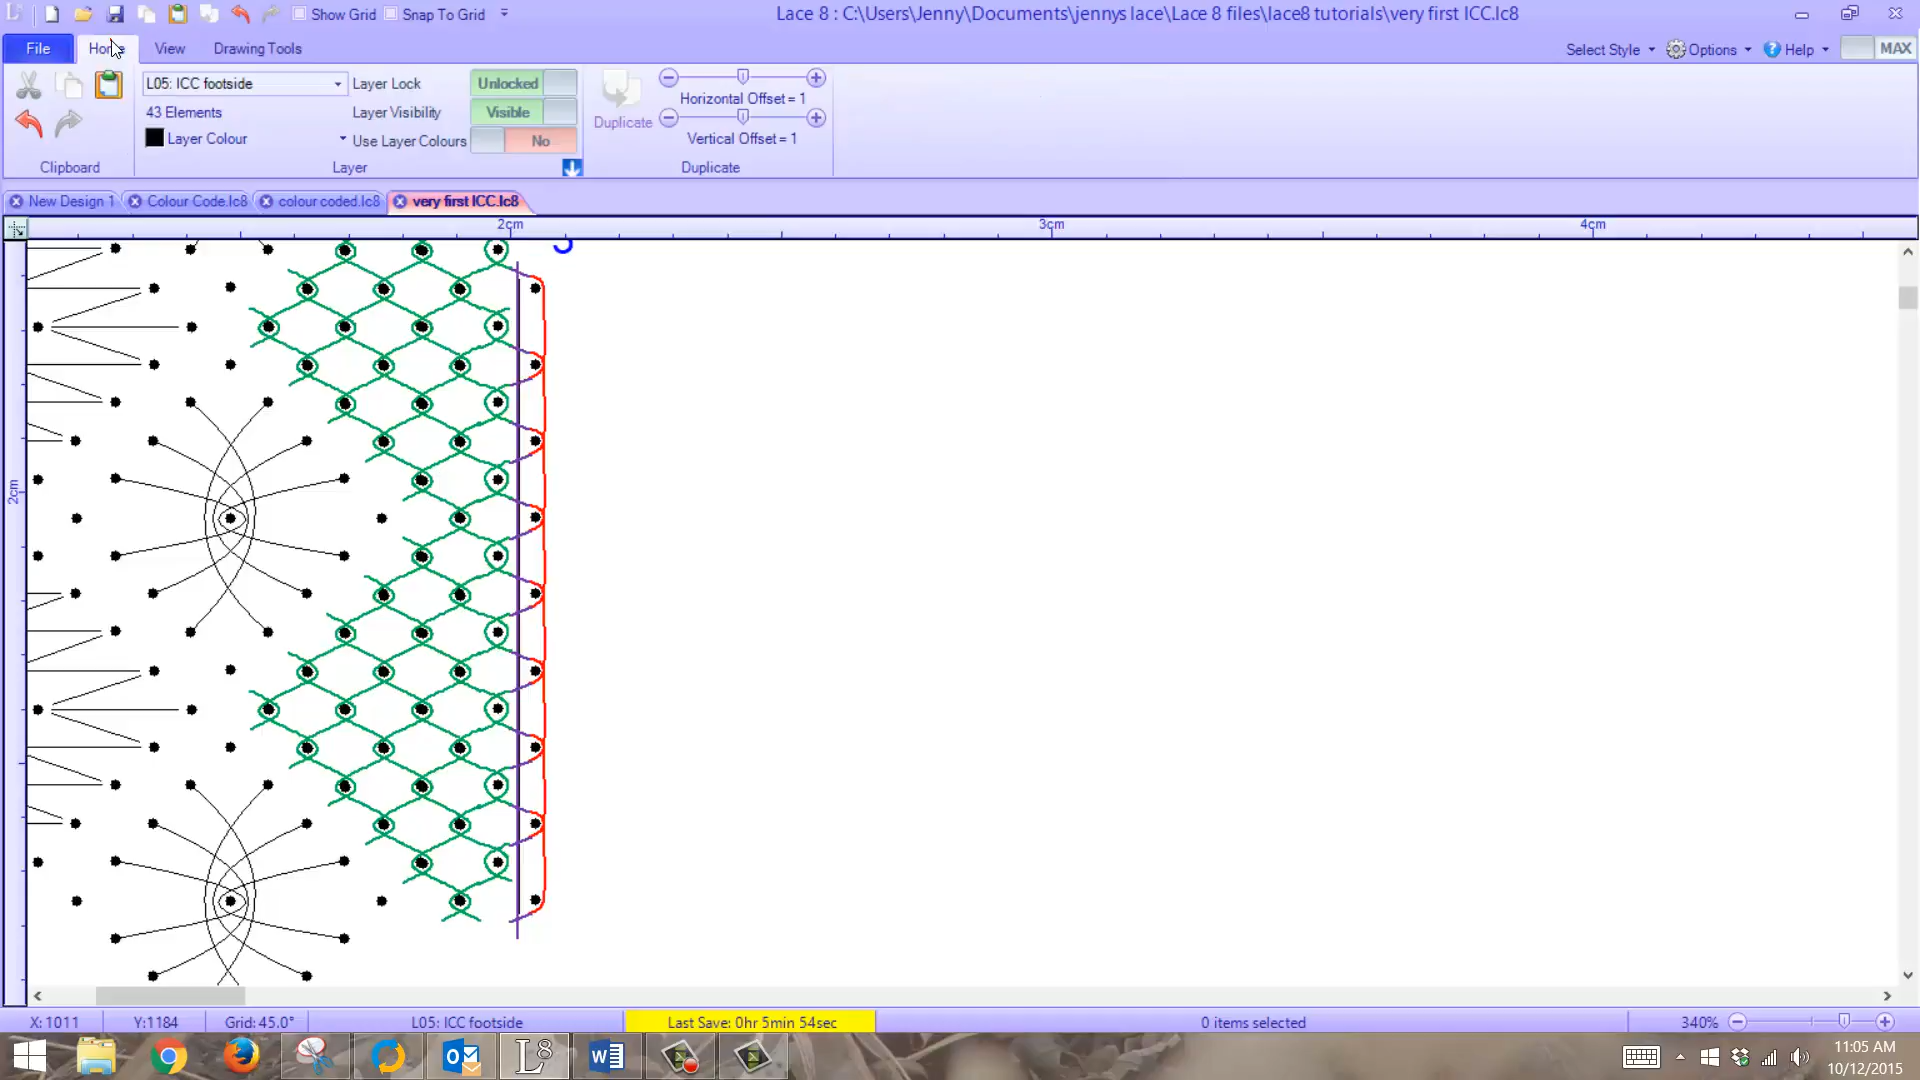 Show Grid Snap To Grid Lace 8 : C:\Users\Jenny\Documents\jennys lace\Lace 8 files\lace8 tutorials\very first ICC.lc8
File Home View Drawing Tools Select Style Options Help MAX
L05: ICC footside Layer Lock Unlocked
43 Elements Layer Visibility Visible
Layer Colour Use Layer Colours No
Duplicate Horizontal Offset = 1
Vertical Offset = 1
Clipboard Layer Duplicate
New Design 1 Colour Code.lc8 colour coded.lc8 very first ICC.lc8
2cm 3cm 4cm
2cm
X: 1011 Y:1184 Grid: 45.0° L05: ICC footside Last Save: 0hr 5min 54sec 0 items selected 340%
11:05 AM
10/12/2015